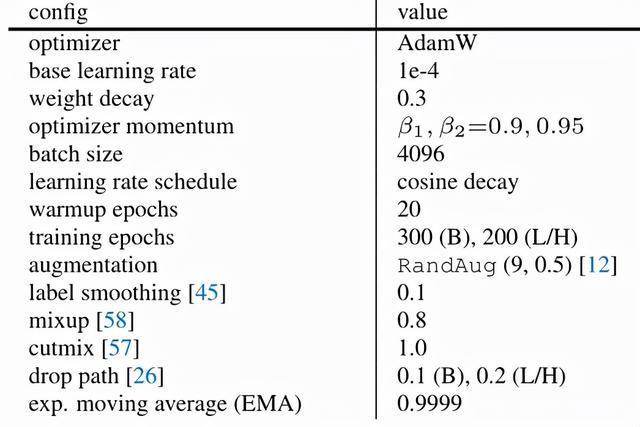 config value
optimizer AdamW
base learning rate 1e-4
weight decay 0.3
optimizer momentum β₁, β₂=0.9, 0.95
batch size 4096
learning rate schedule cosine decay
warmup epochs 20
training epochs 300 (B), 200 (L/H)
augmentation RandAug (9, 0.5) [12]
label smoothing [45] 0.1
mixup [58] 0.8
cutmix [57] 1.0
drop path [26] 0.1 (B), 0.2 (L/H)
exp. moving average (EMA) 0.9999